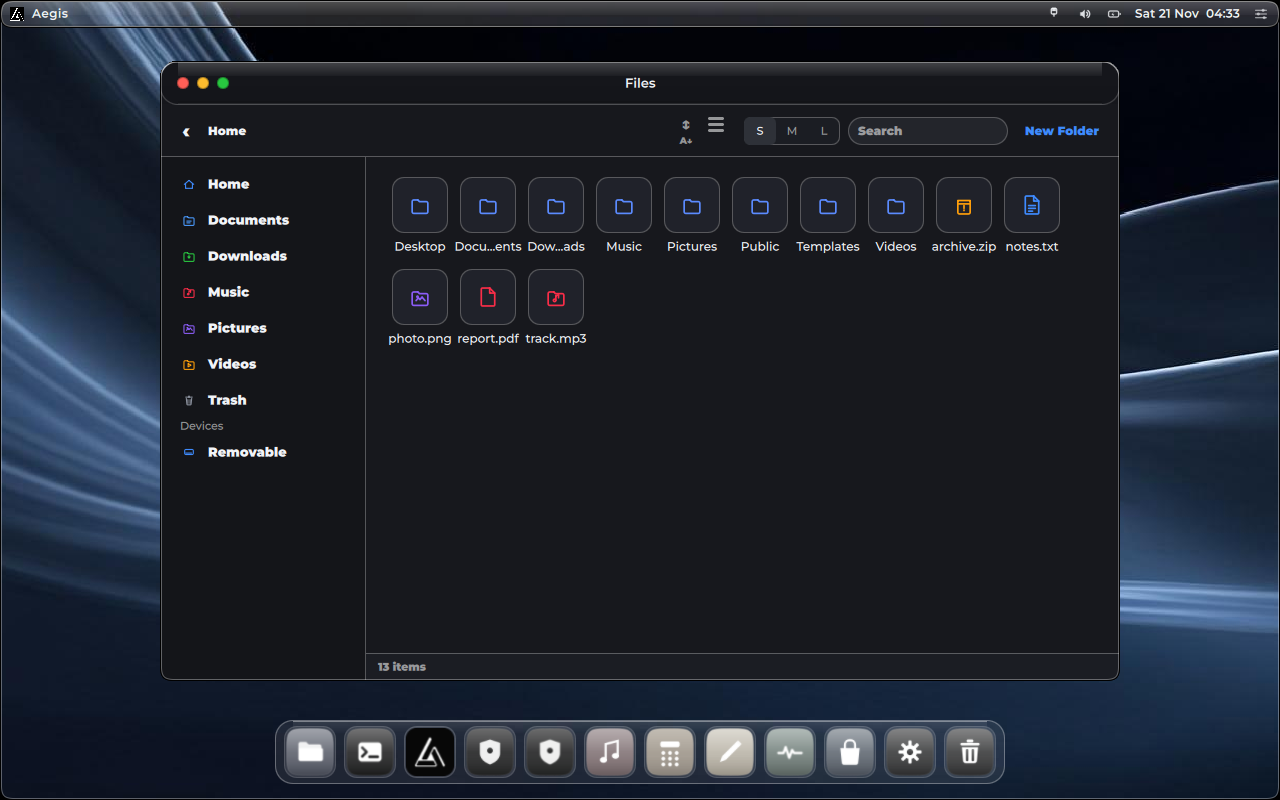 Aegis
Sat 21 Nov 04:33
Files
Home
A+
S M L
Search
New Folder
Home
Documents
Downloads
Music
Pictures
Videos
Trash
Devices
Removable
Desktop Docu...ents Dow...ads Music Pictures Public Templates Videos archive.zip notes.txt
photo.png report.pdf track.mp3
13 items